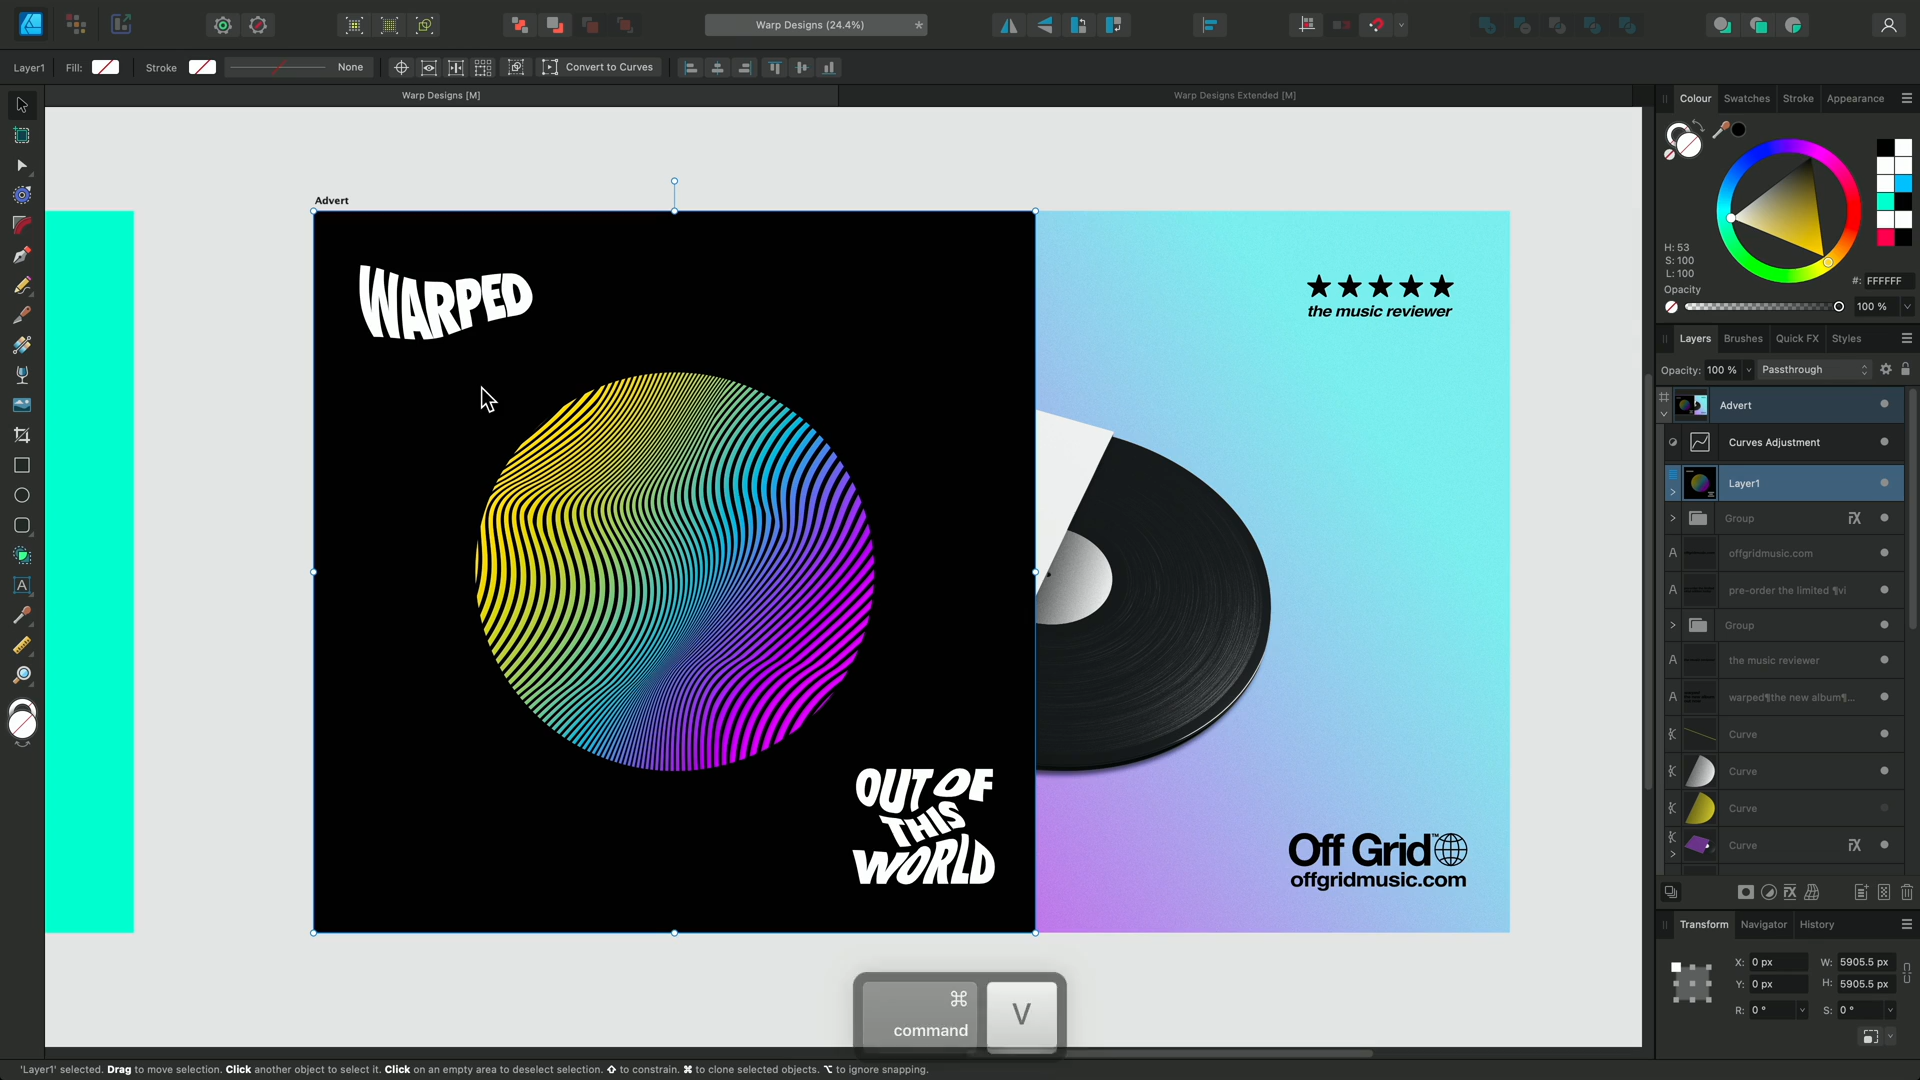 Warp Designs (24.4%)
*
Layer1
Fill:
Stroke
None
Convert to Curves
Warp Designs [M]
Warp Designs Extended [M]
Colour
Swatches
Stroke
Appearance
H: 53
S: 100
L: 100
#: FFFFFF
Opacity
100 %
Layers
Brushes
Quick FX
Styles
Opacity: 100 %
Passthrough
Advert
Curves Adjustment
Layer1
Group
offgridmusic.com
pre-order the limited ¶vi
Group
the music reviewer
warped¶the new album¶...
Curve
Curve
Curve
Curve
Transform
Navigator
History
X: 0 px
W: 5905.5 px
Y: 0 px
H: 5905.5 px
R: 0 °
S: 0 °
Advert
WARPED
OUT OF
THIS
WORLD
★★★★★
the music reviewer
Off Grid™
offgridmusic.com
⌘
command
V
'Layer1' selected. Drag to move selection. Click another object to select it. Click on an empty area to deselect selection. ⇧ to constrain. ⌘ to clone selected objects. ⌥ to ignore snapping.